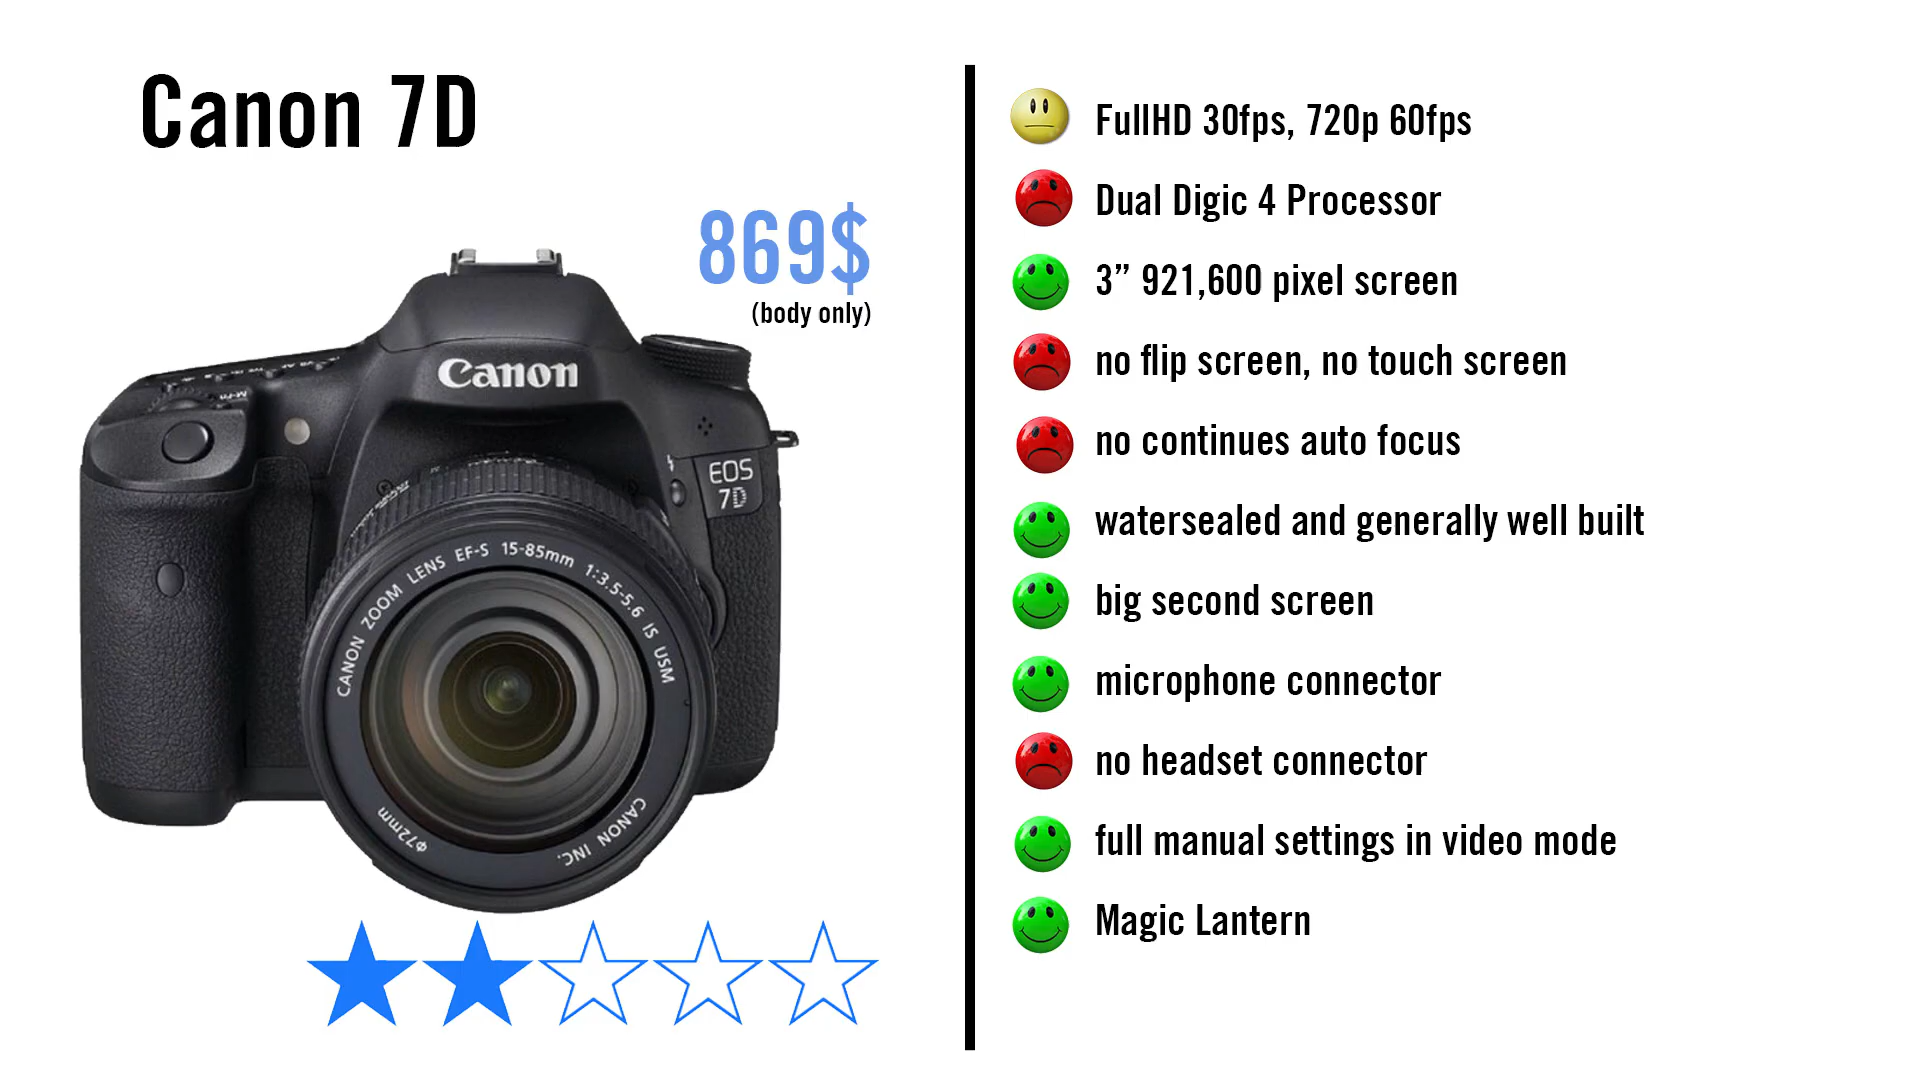 Canon 7D
869$
(body only)
Canon
EOS
7D
CANON ZOOM LENS EF-S 15-85mm 1:3.5-5.6 IS USM
CANON INC.
φ72mm
M-Fn
FullHD 30fps, 720p 60fps
Dual Digic 4 Processor
3” 921,600 pixel screen
no flip screen, no touch screen
no continues auto focus
watersealed and generally well built
big second screen
microphone connector
no headset connector
full manual settings in video mode
Magic Lantern